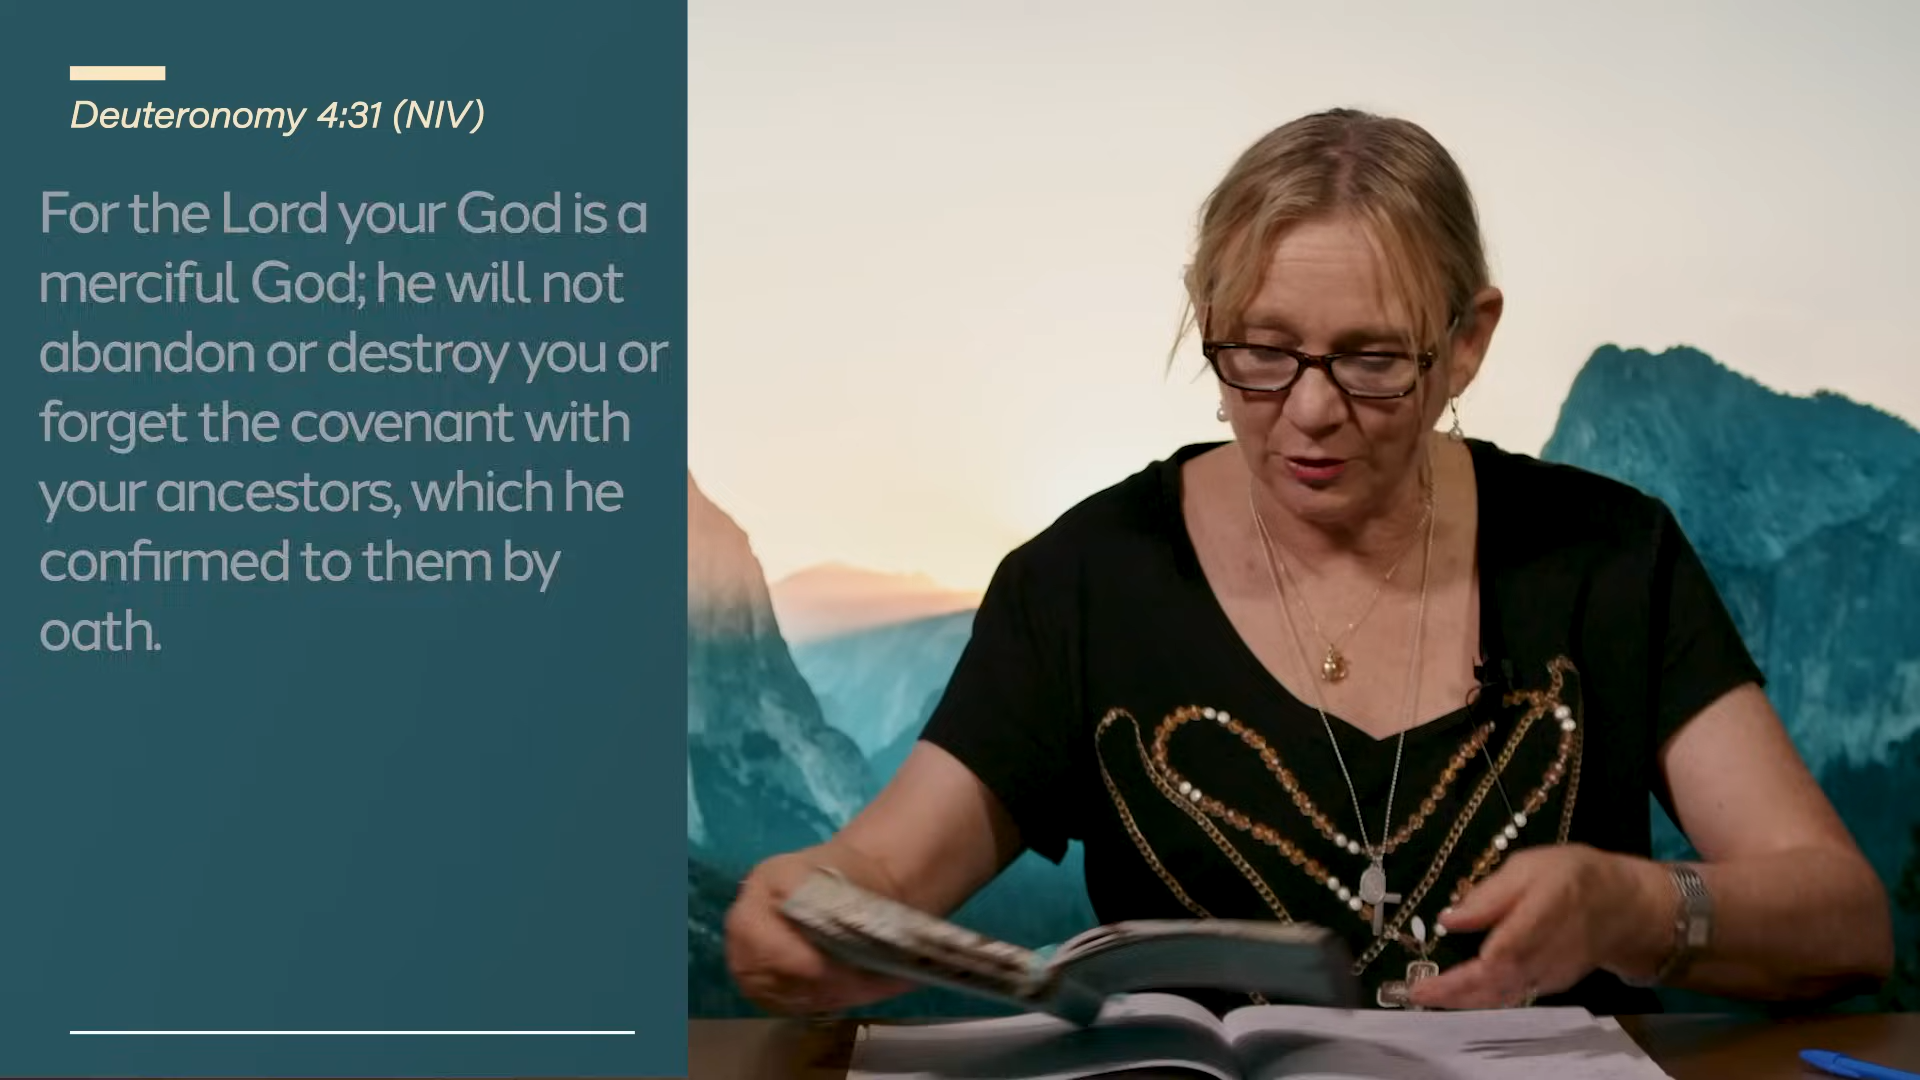 Deuteronomy 4:31 (NIV)
For the Lord your God is a
merciful God; he will not
abandon or destroy you or
forget the covenant with
your ancestors, which he
confirmed to them by
oath.